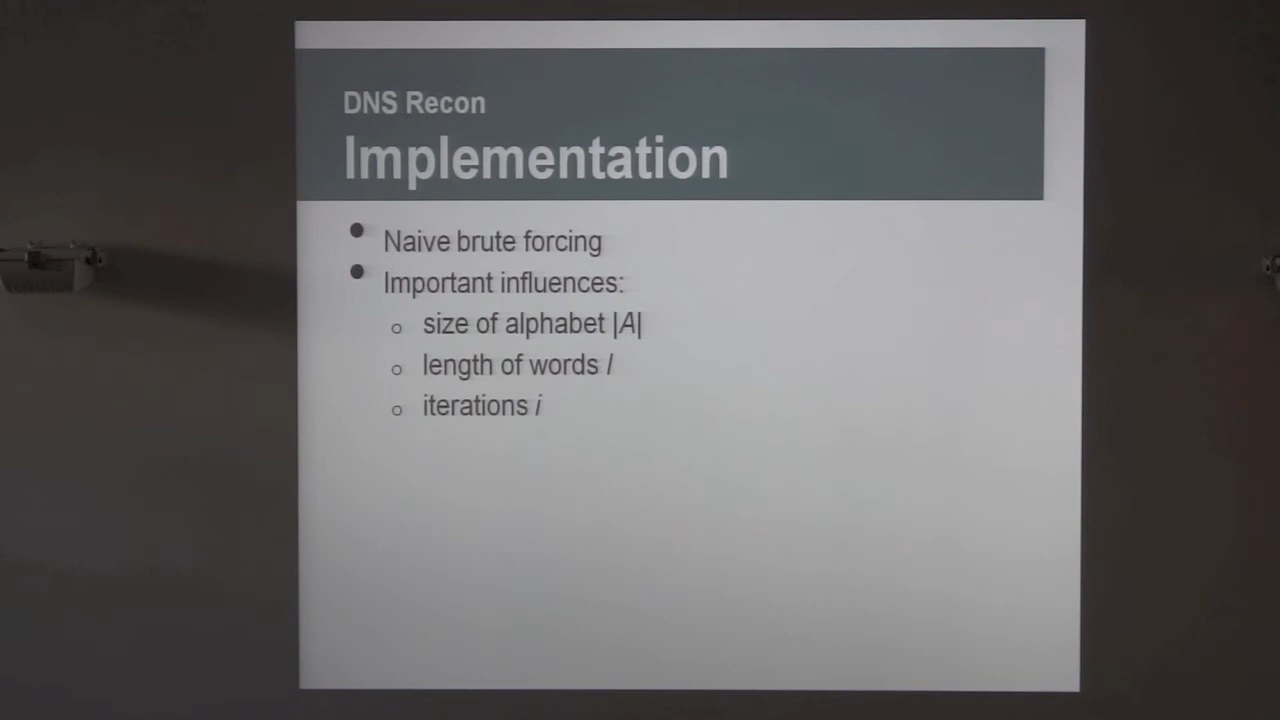 DNS Recon
Implementation
Naive brute forcing
Important influences:
size of alphabet |A|
length of words l
iterations i